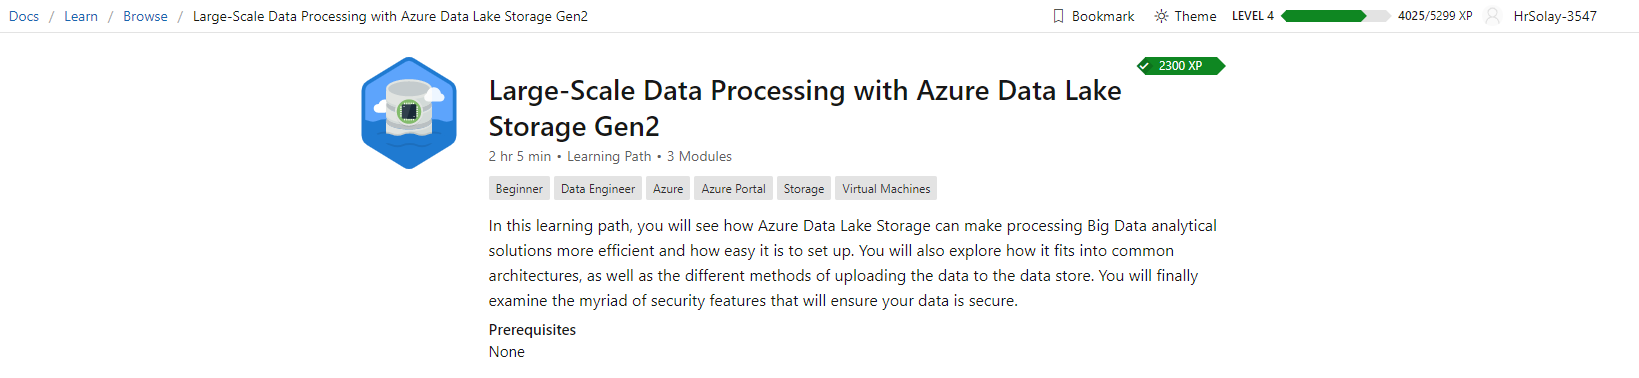 Docs / Learn / Browse / Large-Scale Data Processing with Azure Data Lake Storage Gen2
Bookmark Theme LEVEL 4 4025/5299 XP HrSolay-3547
2300 XP
Large-Scale Data Processing with Azure Data Lake
Storage Gen2
2 hr 5 min • Learning Path • 3 Modules
Beginner Data Engineer Azure Azure Portal Storage Virtual Machines
In this learning path, you will see how Azure Data Lake Storage can make processing Big Data analytical
solutions more efficient and how easy it is to set up. You will also explore how it fits into common
architectures, as well as the different methods of uploading the data to the data store. You will finally
examine the myriad of security features that will ensure your data is secure.
Prerequisites
None